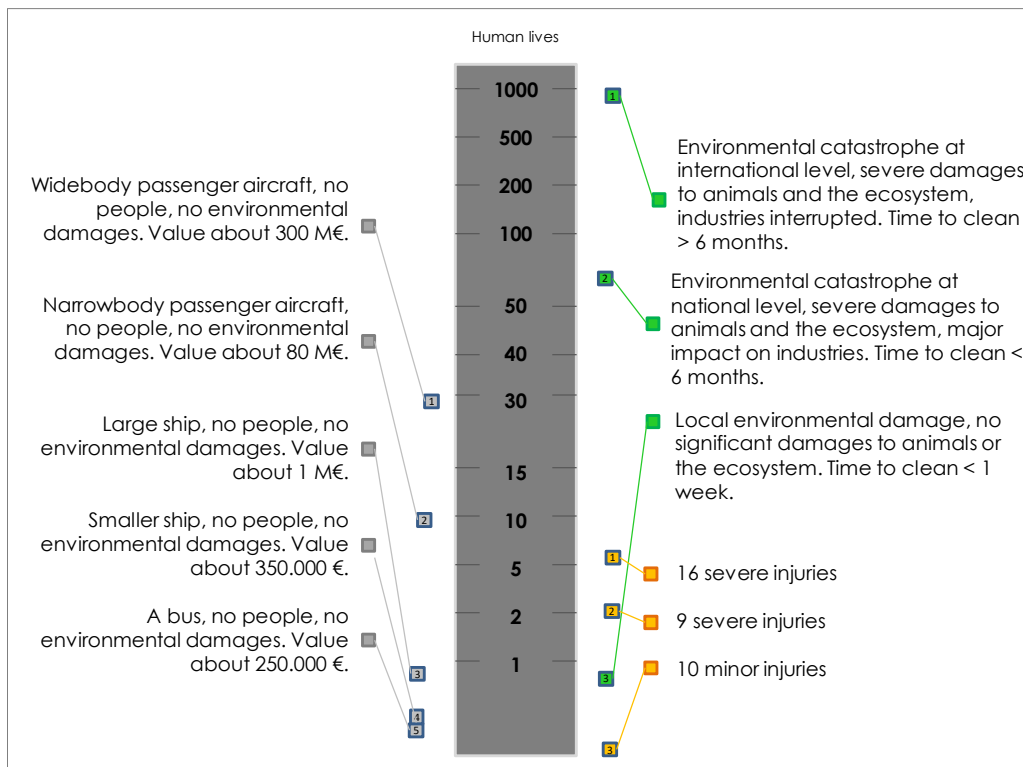 Human lives
1000
500
200
100
50
40
30
15
10
5
2
1
Widebody passenger aircraft, no
people, no environmental
damages. Value about 300 M€.
Narrowbody passenger aircraft,
no people, no environmental
damages. Value about 80 M€.
Large ship, no people, no
environmental damages. Value
about 1 M€.
Smaller ship, no people, no
environmental damages. Value
about 350.000 €.
A bus, no people, no
environmental damages. Value
about 250.000 €.
1
2
3
4
5
1
Environmental catastrophe at
international level, severe damages
to animals and the ecosystem,
industries interrupted. Time to clean
> 6 months.
2
Environmental catastrophe at
national level, severe damages to
animals and the ecosystem, major
impact on industries. Time to clean <
6 months.
Local environmental damage, no
significant damages to animals or
the ecosystem. Time to clean < 1
week.
3
1
16 severe injuries
2
9 severe injuries
10 minor injuries
3